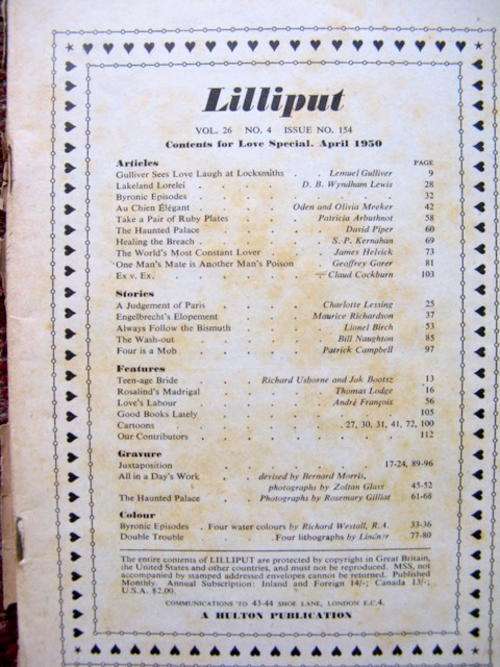 Lilliput
VOL. 26 NO. 4 ISSUE NO. 154
Contents for Love Special. April 1950
Articles PAGE
Gulliver Sees Love Laugh at Locksmiths . . Lemuel Gulliver 9
Lakeland Lorelei . . . . D. B. Wyndham Lewis 28
Byronic Episodes . . . . . . 32
Au Chien Élégant . . . . Oden and Olivia Meeker 42
Take a Pair of Ruby Plates . . . Patricia Arbuthnot 58
The Haunted Palace . . . . David Piper 60
Healing the Breach . . . . S. P. Kernahan 69
The World's Most Constant Lover . . . James Helvick 73
One Man's Mate is Another Man's Poison . Geoffrey Gorer 81
Ex v. Ex. . . . . . Claud Cockburn 103
Stories
A Judgement of Paris . . . . Charlotte Lessing 25
Engelbrecht's Elopement . . . Maurice Richardson 37
Always Follow the Bismuth . . . Lionel Birch 53
The Wash-out . . . . . Bill Naughton 85
Four is a Mob . . . . . Patrick Campbell 97
Features
Teen-age Bride . . Richard Usborne and Jak Bootsz 13
Rosalind's Madrigal . . . . Thomas Lodge 16
Love's Labour . . . . André François 56
Good Books Lately . . . . . . 105
Cartoons . . . . . 27, 30, 31, 41, 72, 100
Our Contributors . . . . . . 112
Gravure
Juxtaposition . . . . . 17-24, 89-96
All in a Day's Work . . devised by Bernard Morris,
photographs by Zoltan Glass 45-52
The Haunted Palace . Photographs by Rosemary Gilliat 61-68
Colour
Byronic Episodes . Four water colours by Richard Westall, R.A. 33-36
Double Trouble . . . Four lithographs by 77-80
The entire contents of LILLIPUT are protected by copyright in Great Britain,
the United States and other countries, and must not be reproduced. MSS, not
accompanied by stamped addressed envelopes cannot be returned. Published
Monthly. Annual Subscription: Inland and Foreign 14/-; Canada 13/-;
U.S.A. $2.00.
COMMUNICATIONS TO 43-44 SHOE LANE, LONDON E.C.4.
A HULTON PUBLICATION